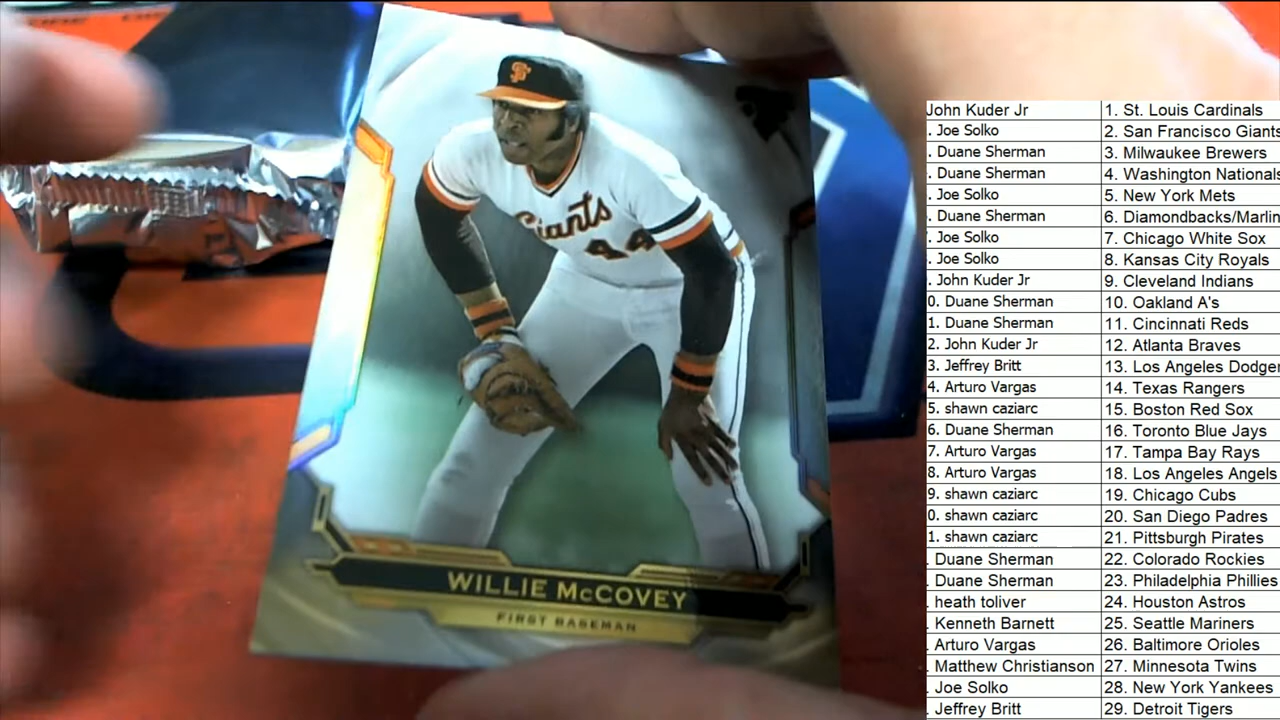 SF
Giants
44
WILLIE McCOVEY
FIRST BASEMAN
John Kuder Jr 1. St. Louis Cardinals
. Joe Solko 2. San Francisco Giants
. Duane Sherman 3. Milwaukee Brewers
. Duane Sherman 4. Washington Nationals
. Joe Solko 5. New York Mets
. Duane Sherman 6. Diamondbacks/Marlin
. Joe Solko 7. Chicago White Sox
. Joe Solko 8. Kansas City Royals
. John Kuder Jr 9. Cleveland Indians
0. Duane Sherman 10. Oakland A's
1. Duane Sherman 11. Cincinnati Reds
2. John Kuder Jr 12. Atlanta Braves
3. Jeffrey Britt 13. Los Angeles Dodger
4. Arturo Vargas 14. Texas Rangers
5. shawn caziarc 15. Boston Red Sox
6. Duane Sherman 16. Toronto Blue Jays
7. Arturo Vargas 17. Tampa Bay Rays
8. Arturo Vargas 18. Los Angeles Angels
9. shawn caziarc 19. Chicago Cubs
0. shawn caziarc 20. San Diego Padres
1. shawn caziarc 21. Pittsburgh Pirates
. Duane Sherman 22. Colorado Rockies
. Duane Sherman 23. Philadelphia Phillies
. heath toliver 24. Houston Astros
. Kenneth Barnett 25. Seattle Mariners
. Arturo Vargas 26. Baltimore Orioles
. Matthew Christianson 27. Minnesota Twins
. Joe Solko 28. New York Yankees
. Jeffrey Britt 29. Detroit Tigers